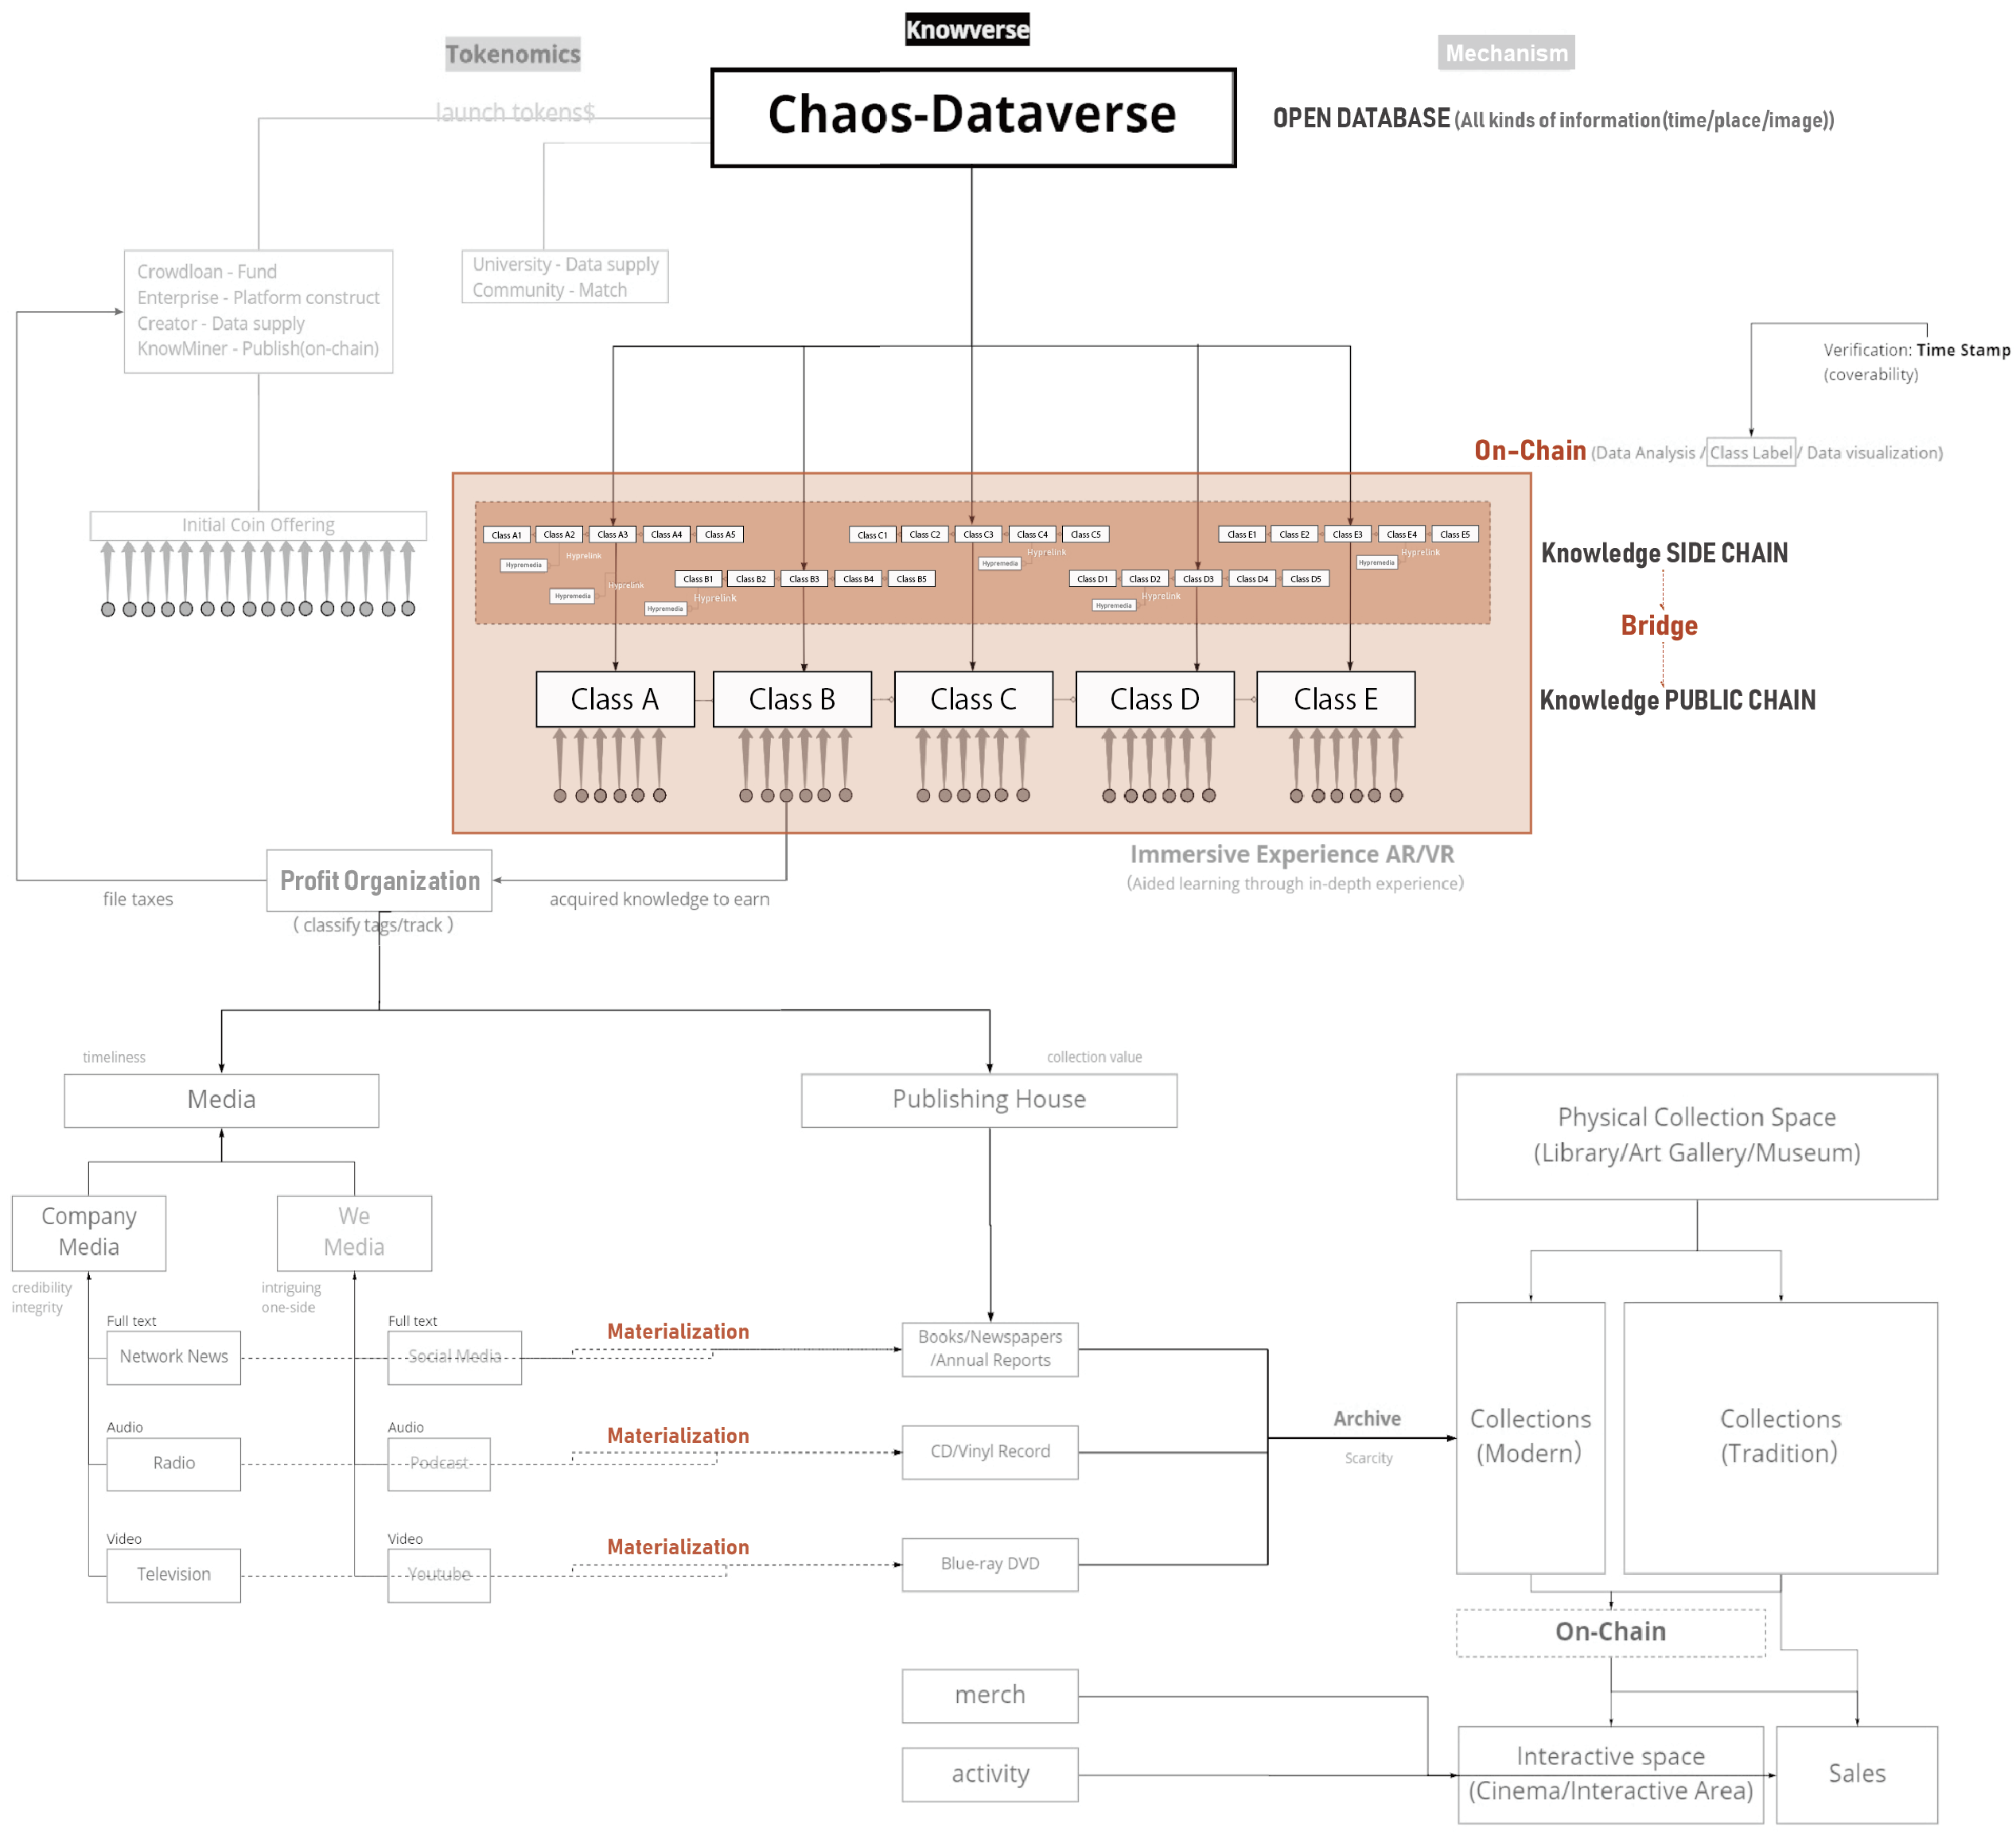 Knowverse
Tokenomics
Mechanism
launch tokens$
Chaos-Dataverse
OPEN DATABASE (All kinds of information(time/place/image))
Crowdloan - Fund
Enterprise - Platform construct
Creator - Data supply
KnowMiner - Publish(on-chain)
University - Data supply
Community - Match
Verification: Time Stamp
(coverability)
On-Chain (Data Analysis / Class Label / Data visualization)
Initial Coin Offering
Class A1 Class A2 Class A3 Class A4 Class A5
Hyprelink
Hypremedia
Hyprelink
Hypremedia
Class B1 Class B2 Class B3 Class B4 Class B5
Hyprelink
Hypremedia
Class C1 Class C2 Class C3 Class C4 Class C5
Hyprelink
Hypremedia
Class D1 Class D2 Class D3 Class D4 Class D5
Hyprelink
Hypremedia
Class E1 Class E2 Class E3 Class E4 Class E5
Hyprelink
Hypremedia
Knowledge SIDE CHAIN
Bridge
Knowledge PUBLIC CHAIN
Class A
Class B
Class C
Class D
Class E
Immersive Experience AR/VR
(Aided learning through in-depth experience)
Profit Organization
( classify tags/track )
file taxes
acquired knowledge to earn
timeliness
Media
collection value
Publishing House
Physical Collection Space
(Library/Art Gallery/Museum)
Company
Media
We
Media
credibility
integrity
intriguing
one-side
Full text
Network News
Full text
Social Media
Materialization
Books/Newspapers
/Annual Reports
Audio
Radio
Audio
Podcast
Materialization
CD/Vinyl Record
Video
Television
Video
Youtube
Materialization
Blue-ray DVD
Archive
Scarcity
Collections
(Modern)
Collections
(Tradition)
On-Chain
merch
activity
Interactive space
(Cinema/Interactive Area)
Sales